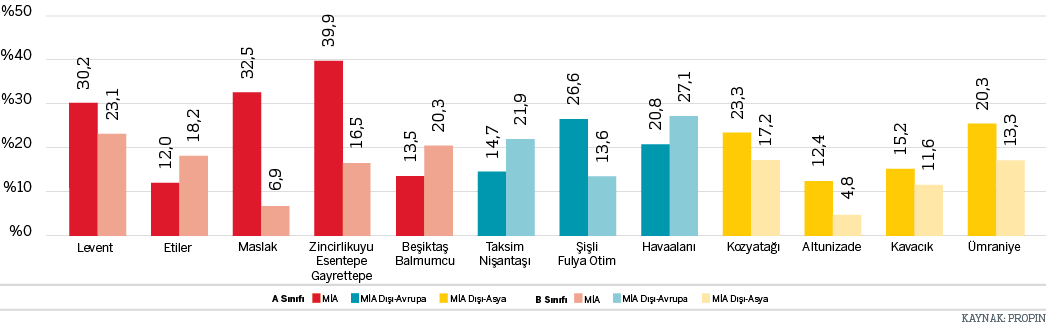 %50
%40
%30
%20
%10
%0
30,2
23,1
12,0
18,2
32,5
6,9
39,9
16,5
13,5
20,3
14,7
21,9
26,6
13,6
20,8
27,1
23,3
17,2
12,4
4,8
15,2
11,6
20,3
13,3
Levent
Etiler
Maslak
Zincirlikuyu
Esentepe
Gayrettepe
Beşiktaş
Balmumcu
Taksim
Nişantaşı
Şişli
Fulya Otim
Havaalanı
Kozyatağı
Altunizade
Kavacık
Ümraniye
A Sınıfı MİA MİA Dışı-Avrupa MİA Dışı-Asya B Sınıfı MİA MİA Dışı-Avrupa MİA Dışı-Asya
KAYNAK: PROPIN